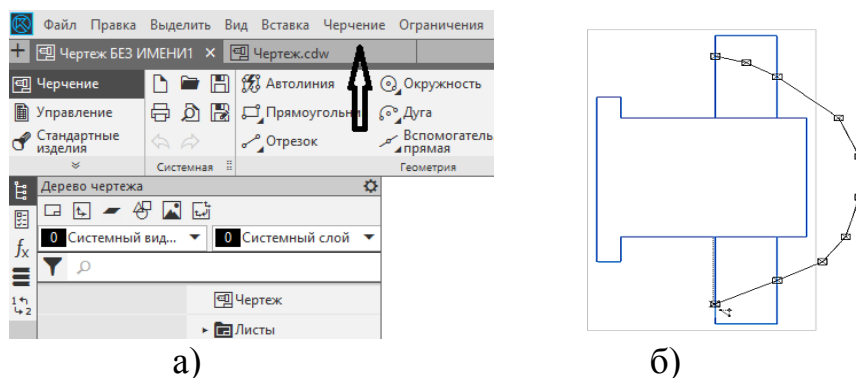 Файл Правка Выделить Вид Вставка Черчение Ограничения
Чертеж БЕЗ ИМЕНИ1 × Чертеж.cdw
Черчение Автолиния Окружность
Управление Прямоугольни Дуга
Стандартные изделия Отрезок Вспомогатель прямая
Системная Геометрия
Дерево чертежа
0 Системный вид... 0 Системный слой
Чертеж
Листы
а) б)